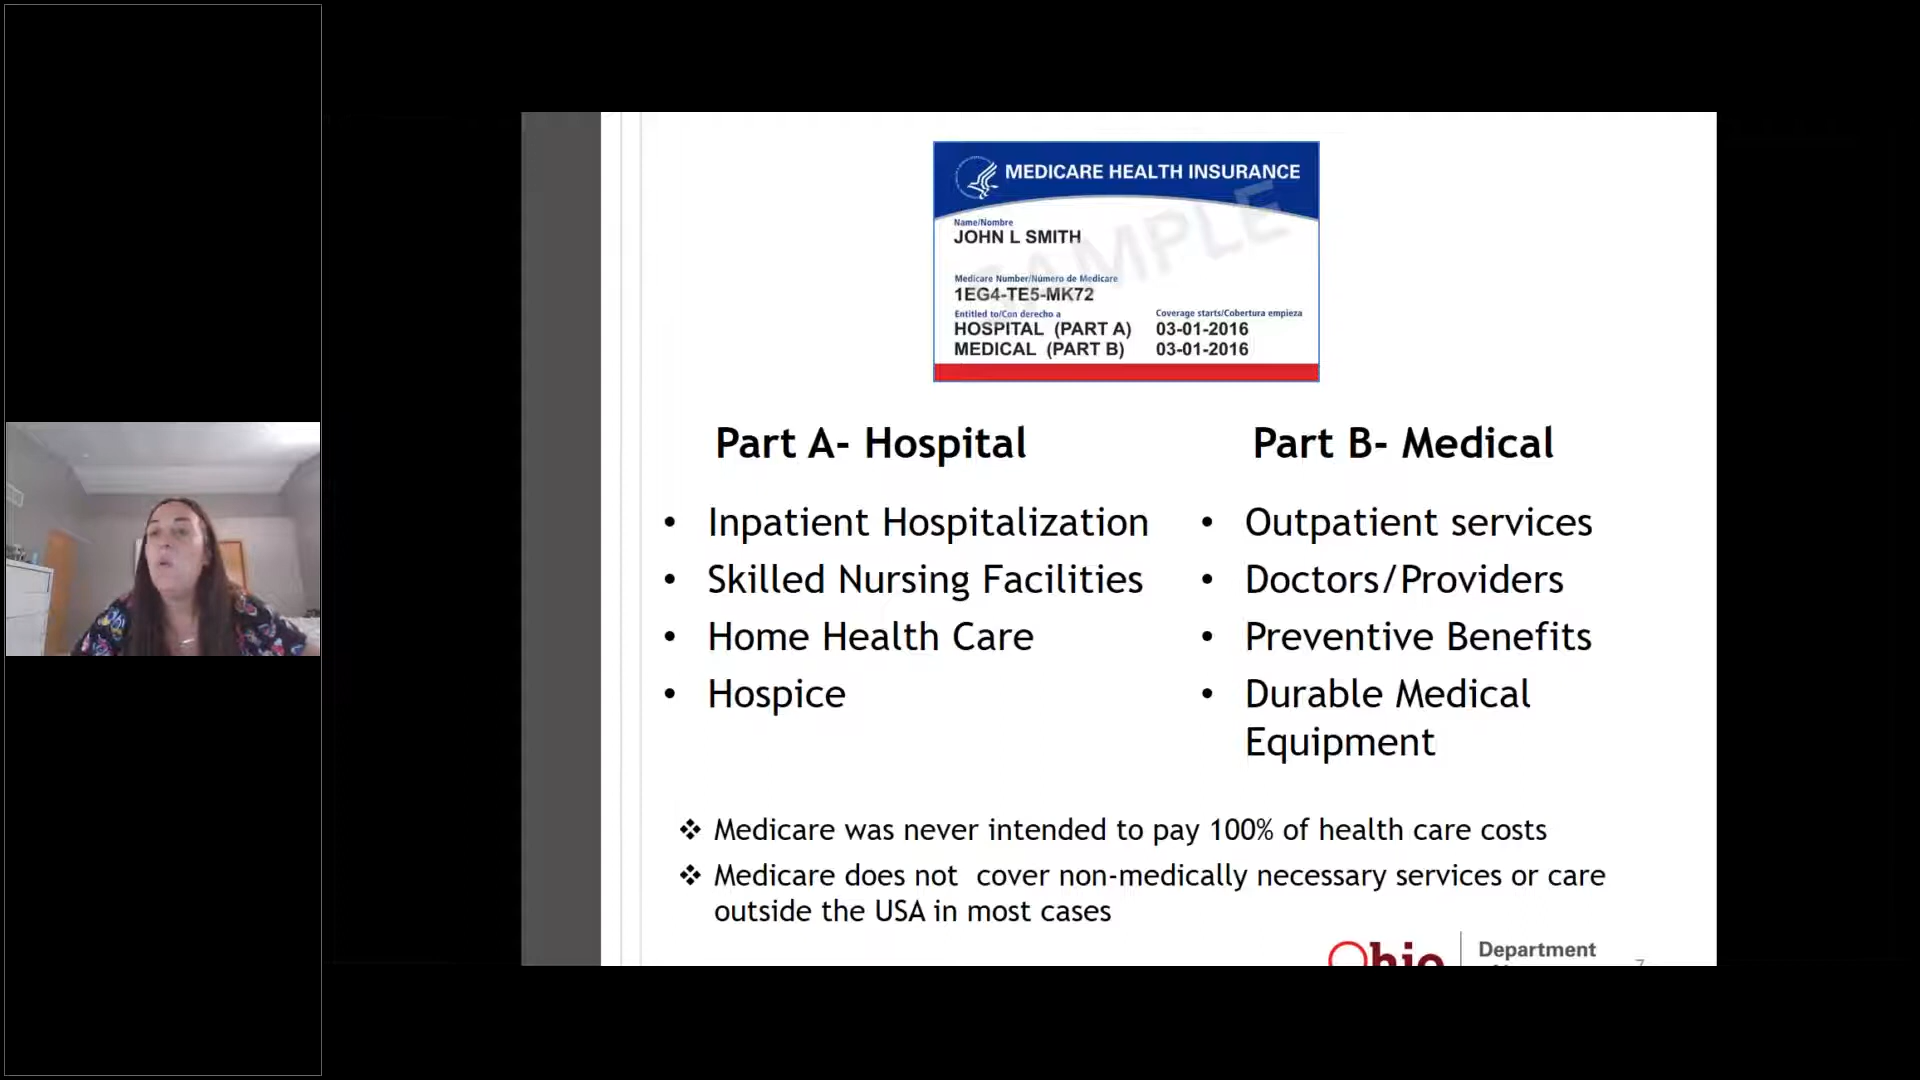 MEDICARE HEALTH INSURANCE
SAMPLE
Name/Nombre
JOHN L SMITH
Medicare Number/Número de Medicare
1EG4-TE5-MK72
Entitled to/Con derecho a Coverage starts/Cobertura empieza
HOSPITAL (PART A) 03-01-2016
MEDICAL (PART B) 03-01-2016
Part A- Hospital
• Inpatient Hospitalization
• Skilled Nursing Facilities
• Home Health Care
• Hospice
Part B- Medical
• Outpatient services
• Doctors/Providers
• Preventive Benefits
• Durable Medical
Equipment
❖ Medicare was never intended to pay 100% of health care costs
❖ Medicare does not cover non-medically necessary services or care
outside the USA in most cases
Ohio
Department
7